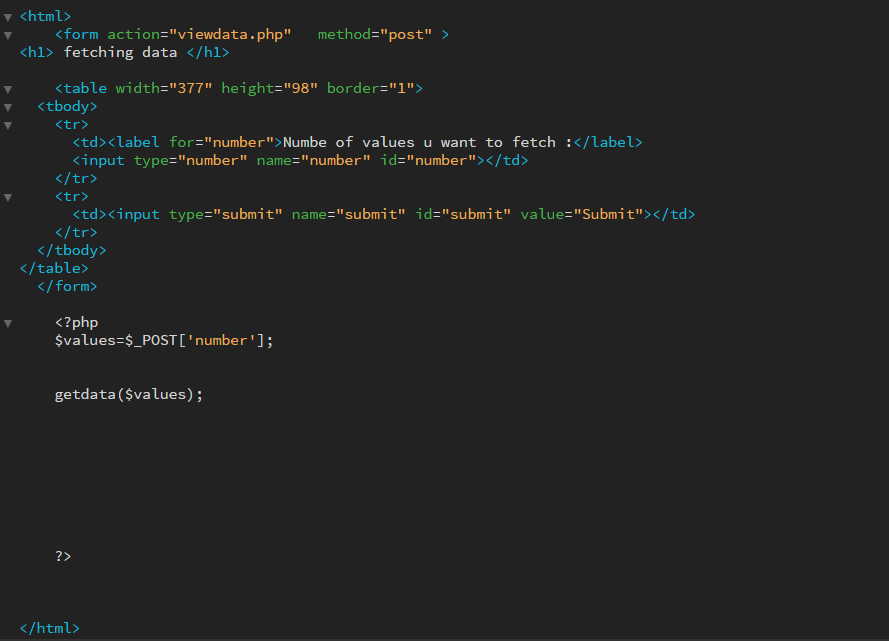 <html>
<form action="viewdata.php" method="post" >
<h1> fetching data </h1>
<table width="377" height="98" border="1">
<tbody>
<tr>
<td><label for="number">Numbe of values u want to fetch :</label>
<input type="number" name="number" id="number"></td>
</tr>
<tr>
<td><input type="submit" name="submit" id="submit" value="Submit"></td>
</tr>
</tbody>
</table>
</form>
<?php
$values=$_POST['number'];
getdata($values);
?>
</html>